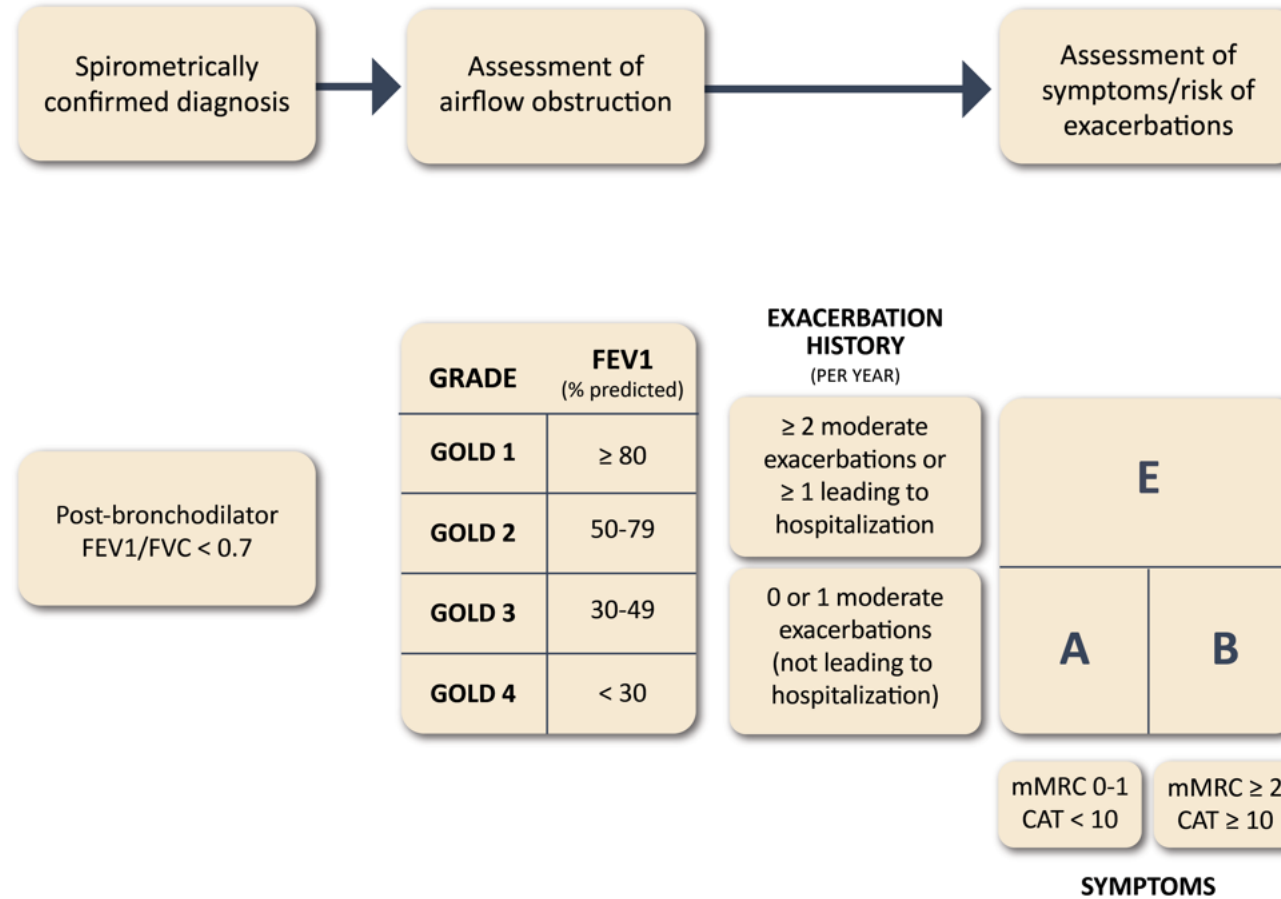 Spirometrically
confirmed diagnosis
Assessment of
airflow obstruction
Assessment of
symptoms/risk of
exacerbations
Post-bronchodilator
FEV1/FVC < 0.7
GRADE
FEV1
(% predicted)
GOLD 1
≥ 80
GOLD 2
50-79
GOLD 3
30-49
GOLD 4
< 30
EXACERBATION
HISTORY
(PER YEAR)
≥ 2 moderate
exacerbations or
≥ 1 leading to
hospitalization
0 or 1 moderate
exacerbations
(not leading to
hospitalization)
E
A
B
mMRC 0-1
CAT < 10
mMRC ≥ 2
CAT ≥ 10
SYMPTOMS